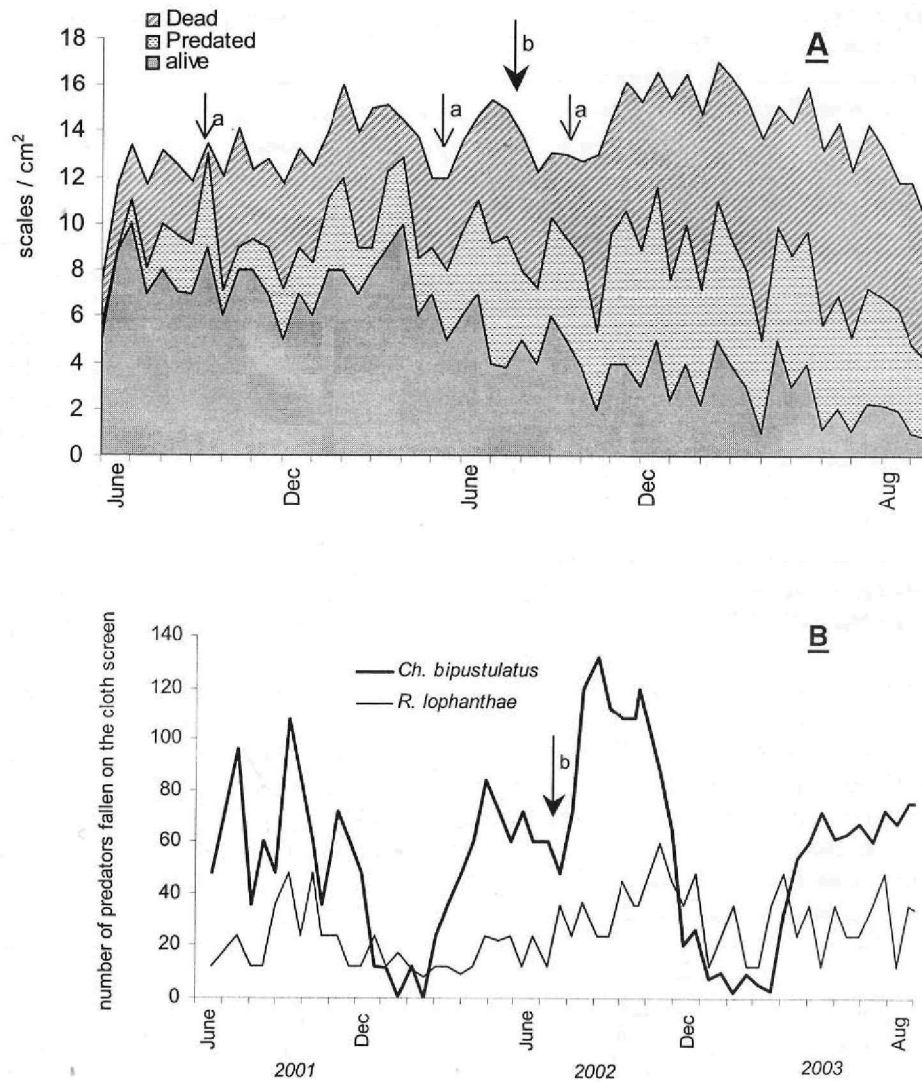 Dead
Predated
alive
A
18
16
14
12
10
8
6
4
2
0
scales / cm²
a
a
b
a
June
Dec
June
Dec
Aug
B
140
120
100
80
60
40
20
0
number of predators fallen on the cloth screen
Ch. bipustulatus
R. lophanthae
b
June
Dec
June
Dec
Aug
2001
2002
2003